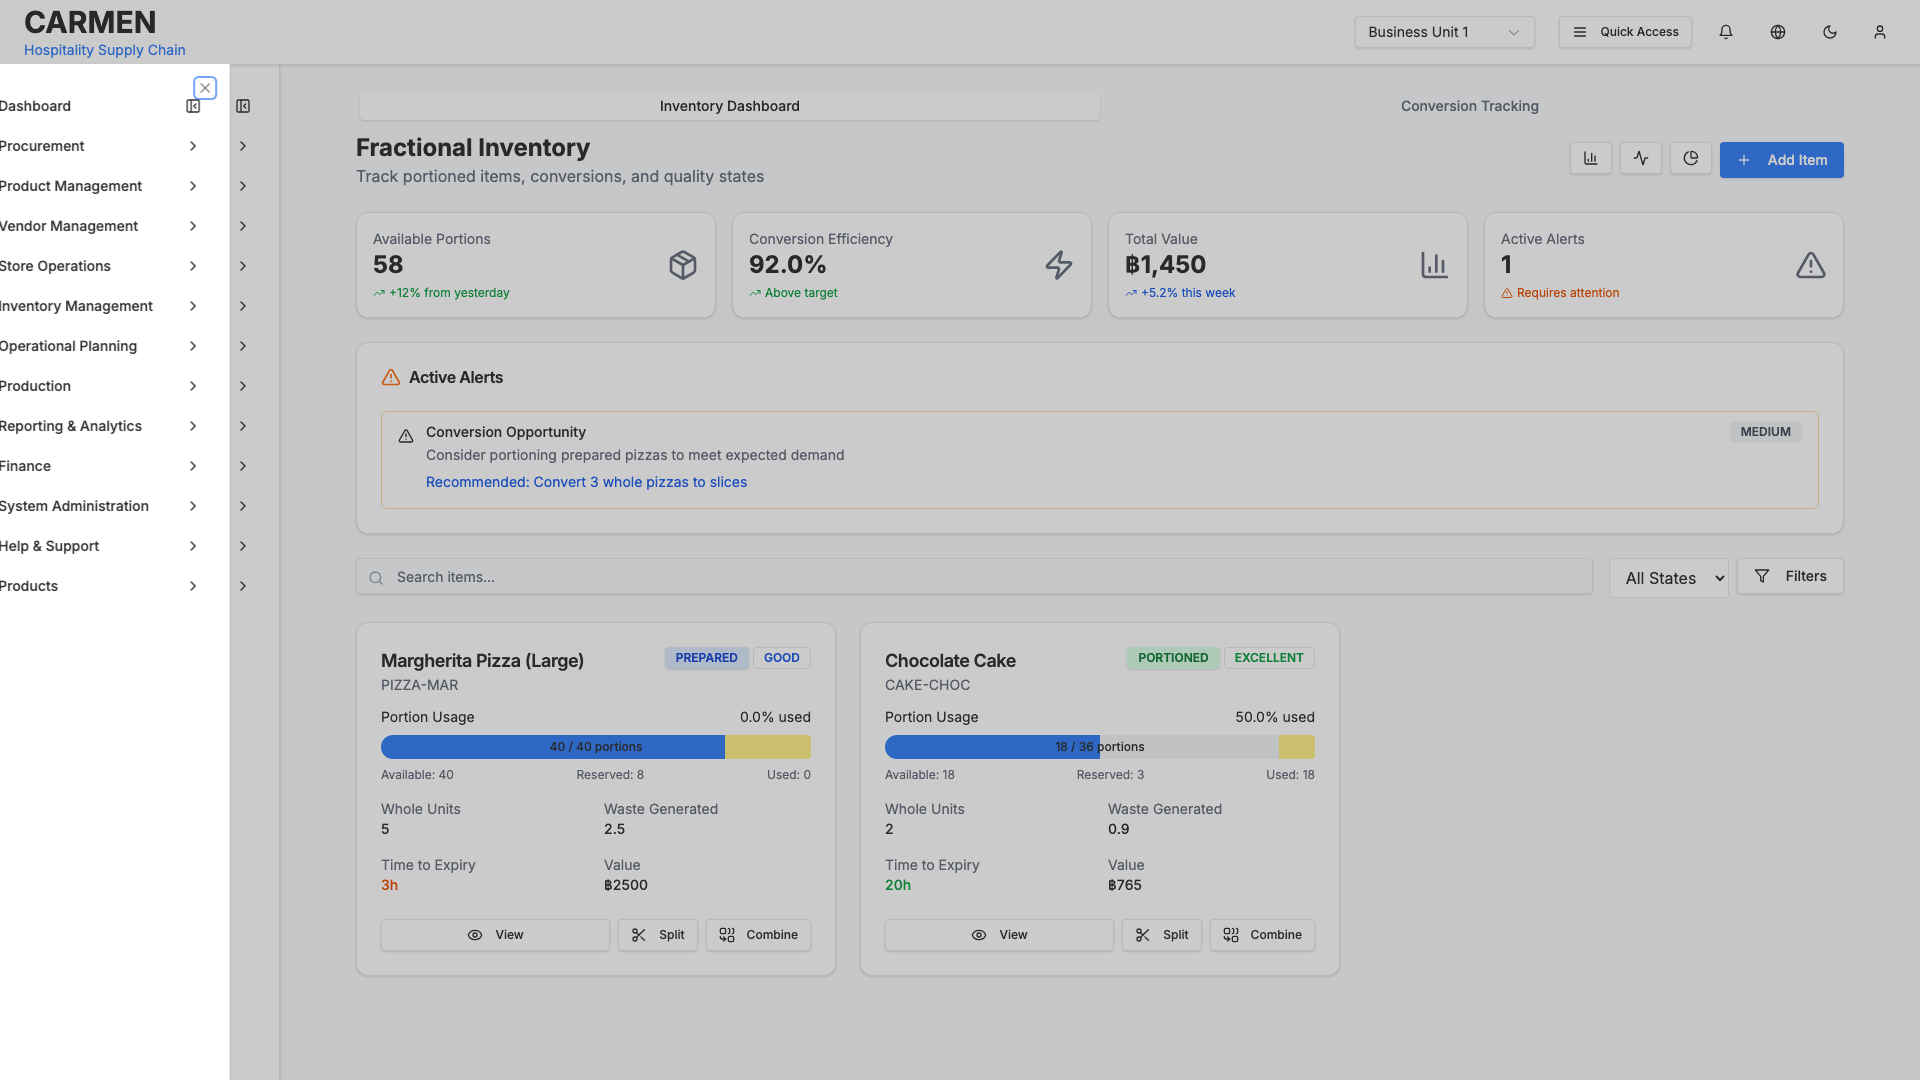 CARMEN
Hospitality Supply Chain
Business Unit 1
Quick Access
Dashboard
Procurement
Product Management
Vendor Management
Store Operations
Inventory Management
Operational Planning
Production
Reporting & Analytics
Finance
System Administration
Help & Support
Products
Inventory Dashboard
Conversion Tracking
Fractional Inventory
Track portioned items, conversions, and quality states
Add Item
Available Portions
58
+12% from yesterday
Conversion Efficiency
92.0%
Above target
Total Value
฿1,450
+5.2% this week
Active Alerts
1
Requires attention
Active Alerts
Conversion Opportunity
MEDIUM
Consider portioning prepared pizzas to meet expected demand
Recommended: Convert 3 whole pizzas to slices
Search items...
All States
Filters
Margherita Pizza (Large)
PREPARED
GOOD
PIZZA-MAR
Portion Usage
0.0% used
40 / 40 portions
Available: 40
Reserved: 8
Used: 0
Whole Units
5
Waste Generated
2.5
Time to Expiry
3h
Value
฿2500
View
Split
Combine
Chocolate Cake
PORTIONED
EXCELLENT
CAKE-CHOC
Portion Usage
50.0% used
18 / 36 portions
Available: 18
Reserved: 3
Used: 18
Whole Units
2
Waste Generated
0.9
Time to Expiry
20h
Value
฿765
View
Split
Combine